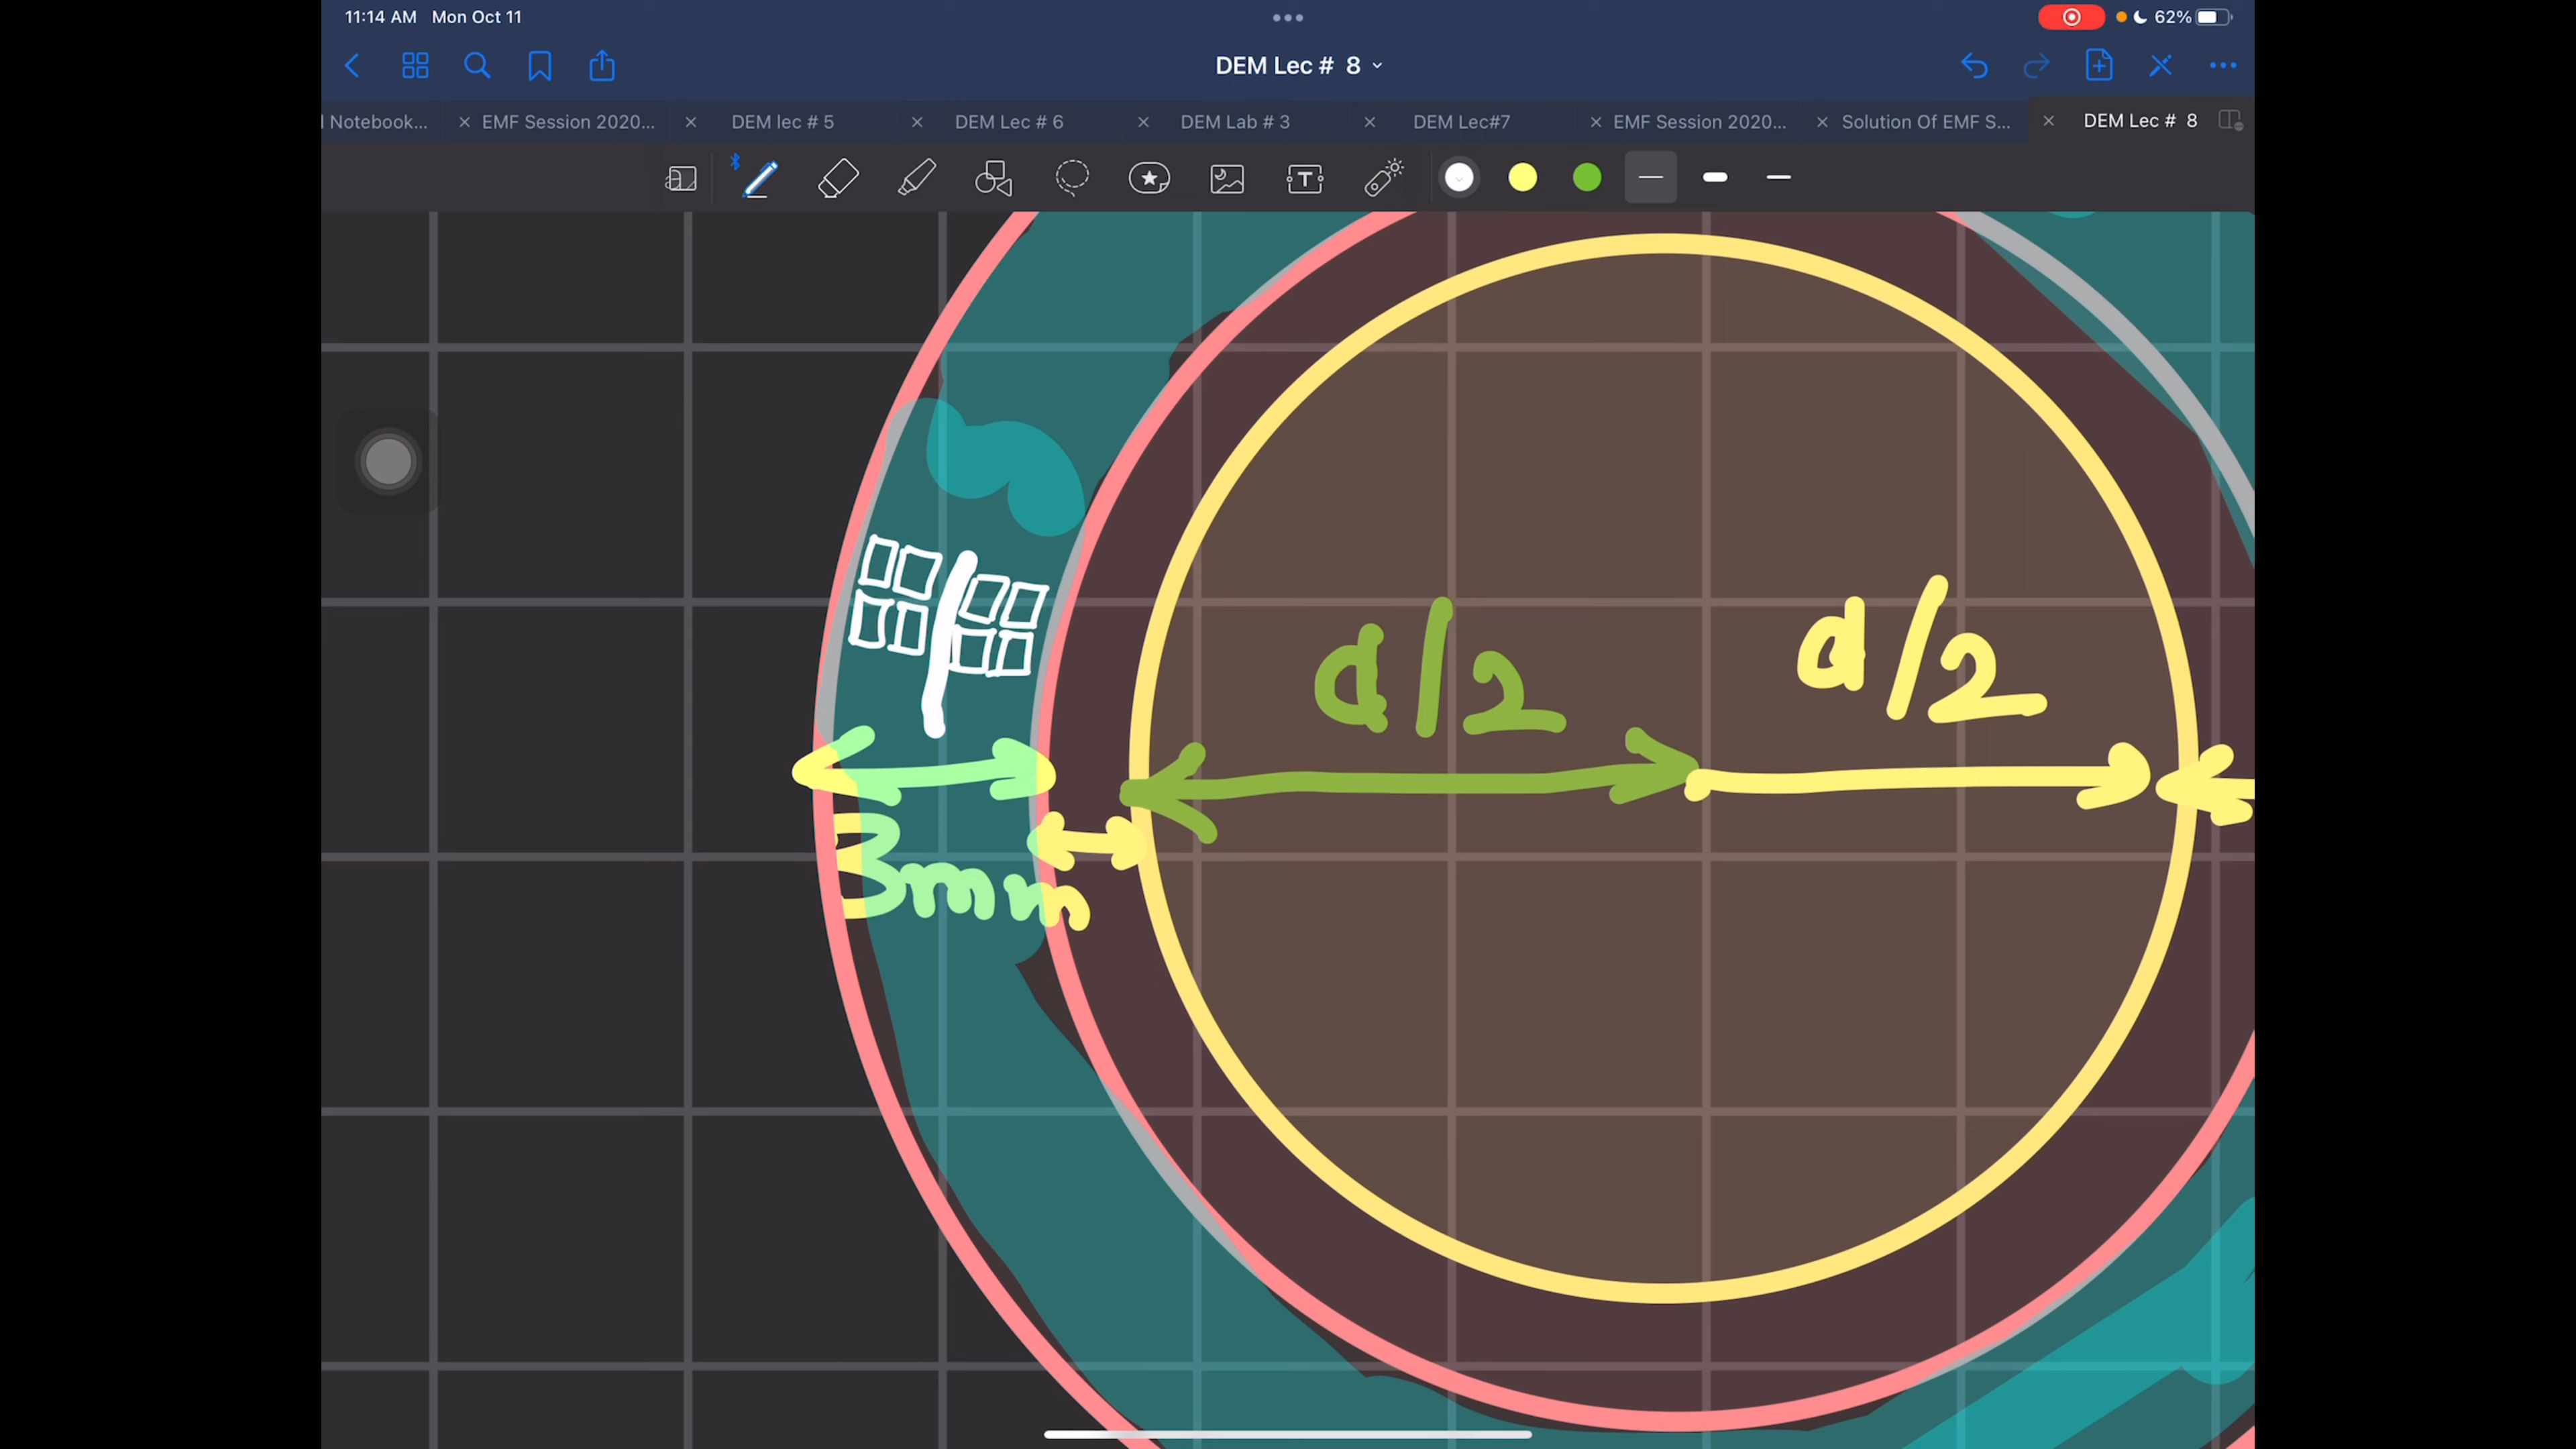 11:14 AM Mon Oct 11
62%
DEM Lec # 8
l Notebook... EMF Session 2020... DEM lec # 5 DEM Lec # 6 DEM Lab # 3 DEM Lec#7 EMF Session 2020... Solution Of EMF S... DEM Lec # 8
d/2 d/2
3mm